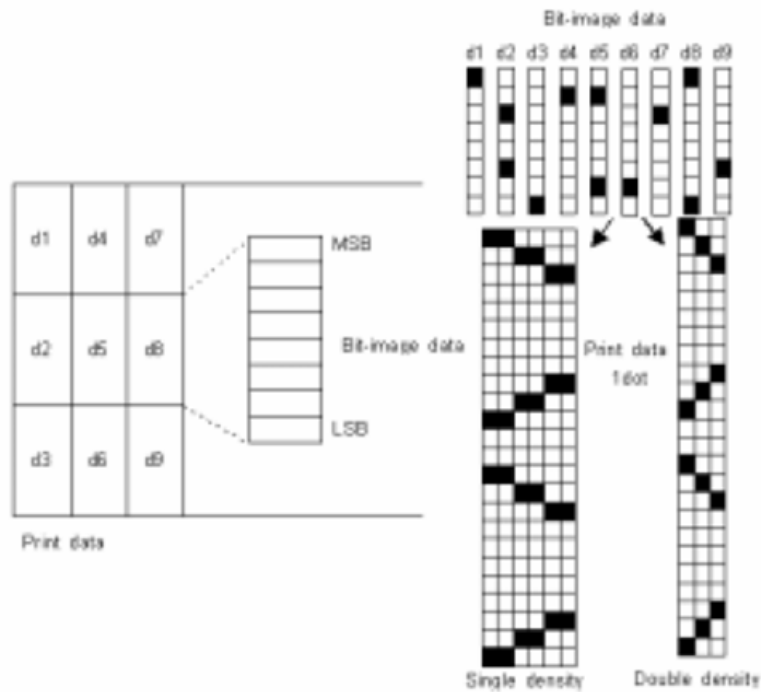 Bit-image data
d1 d2 d3 d4 d5 d6 d7 d8 d9
d1 d4 d7
MSB
d2 d5 d8
Bit-image data
Print data
1dot
LSB
d3 d6 d9
Print data
Single density
Double density